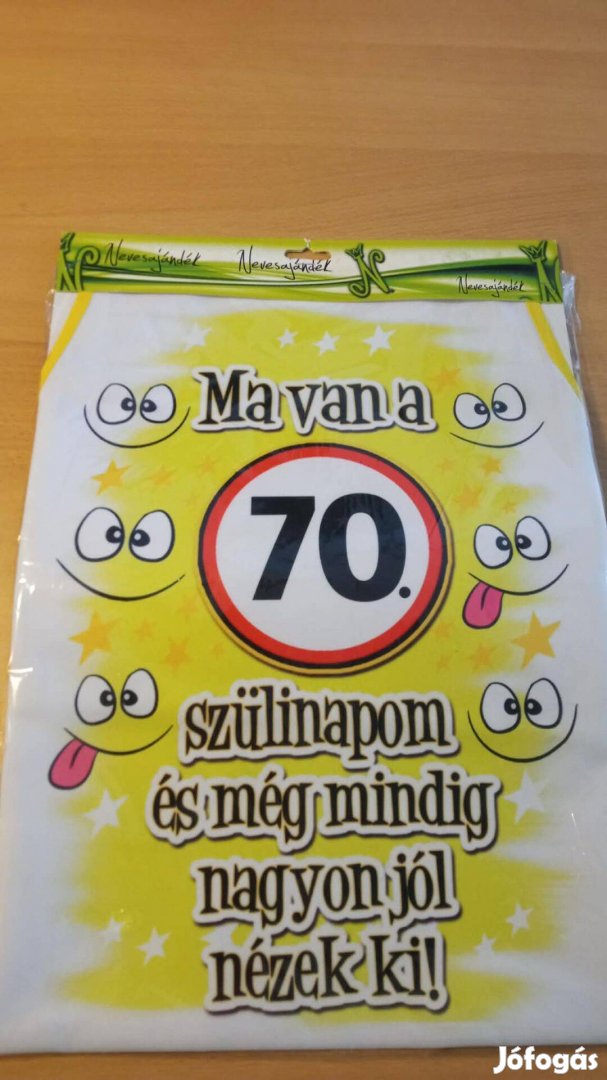 Nevesajándék Nevesajándék Nevesajándék
Ma van a
70.
szülinapom
és még mindig
nagyon jól
nézek ki!
Jófogás